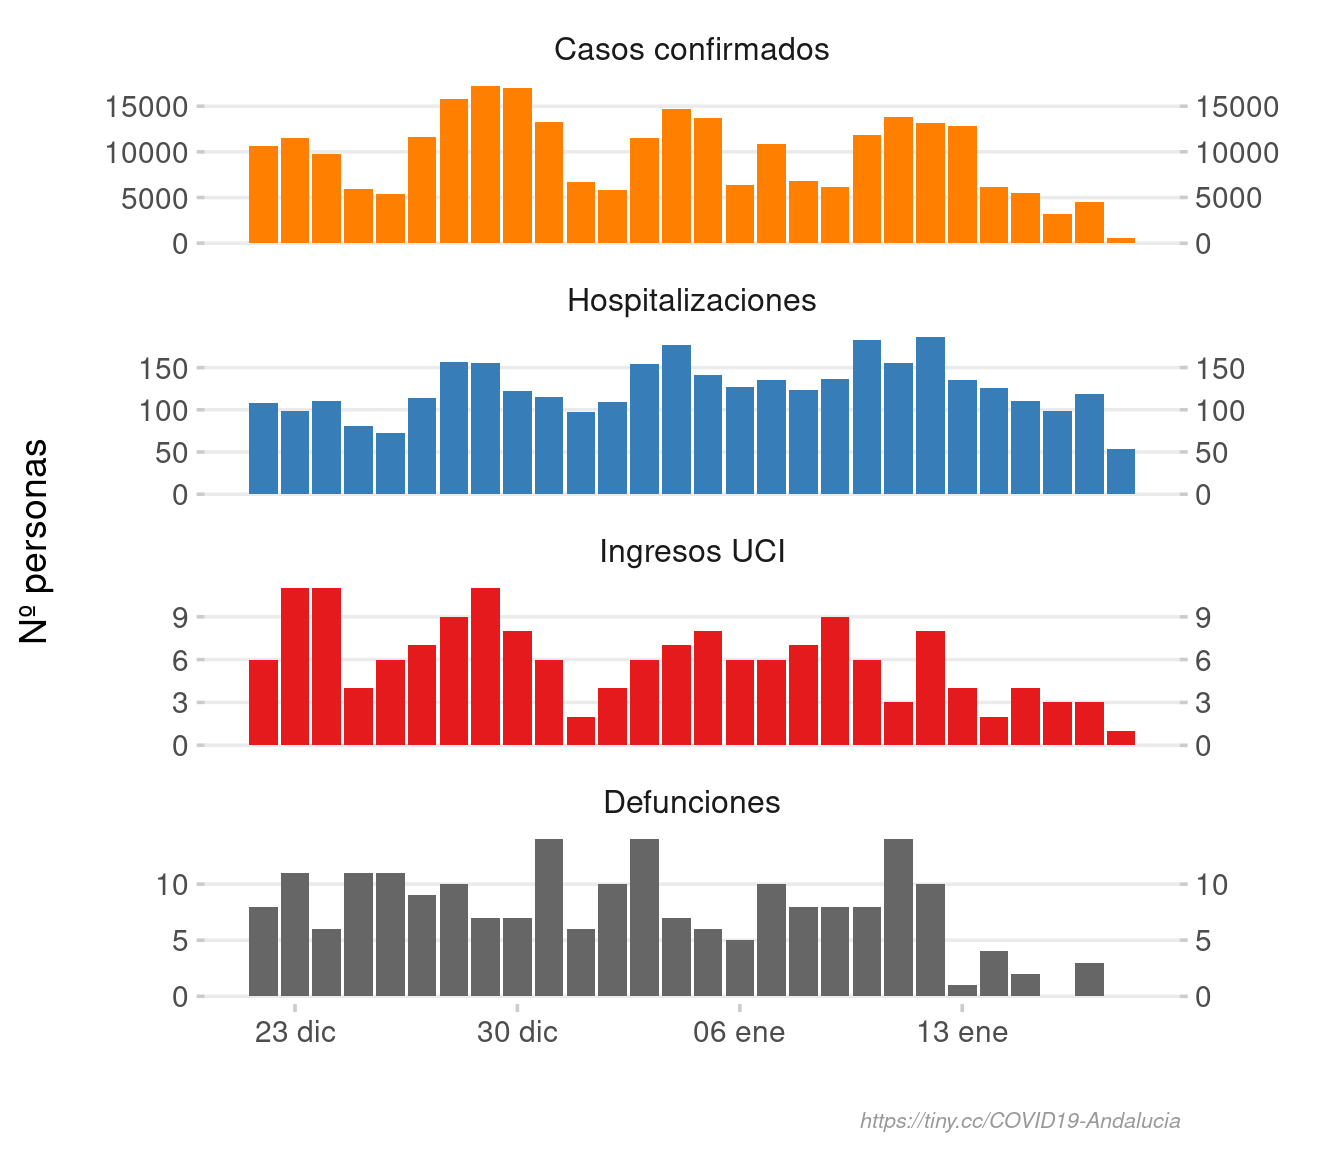 Casos confirmados
15000 15000
10000 10000
5000 5000
0 0
Hospitalizaciones
150 150
100 100
50 50
0 0
Nº personas
Ingresos UCI
9 9
6 6
3 3
0 0
Defunciones
10 10
5 5
0 0
23 dic 30 dic 06 ene 13 ene
https://tiny.cc/COVID19-Andalucia